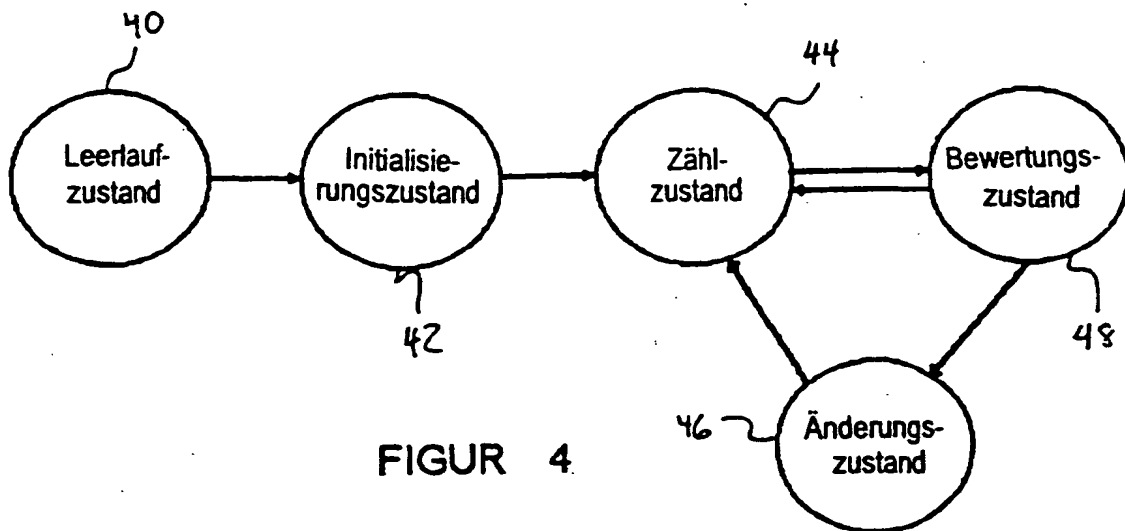 40
Leerlauf-
zustand
Initialisie-
rungszustand
42
44
Zähl-
zustand
Bewertungs-
zustand
48
46
Änderungs-
zustand
FIGUR 4